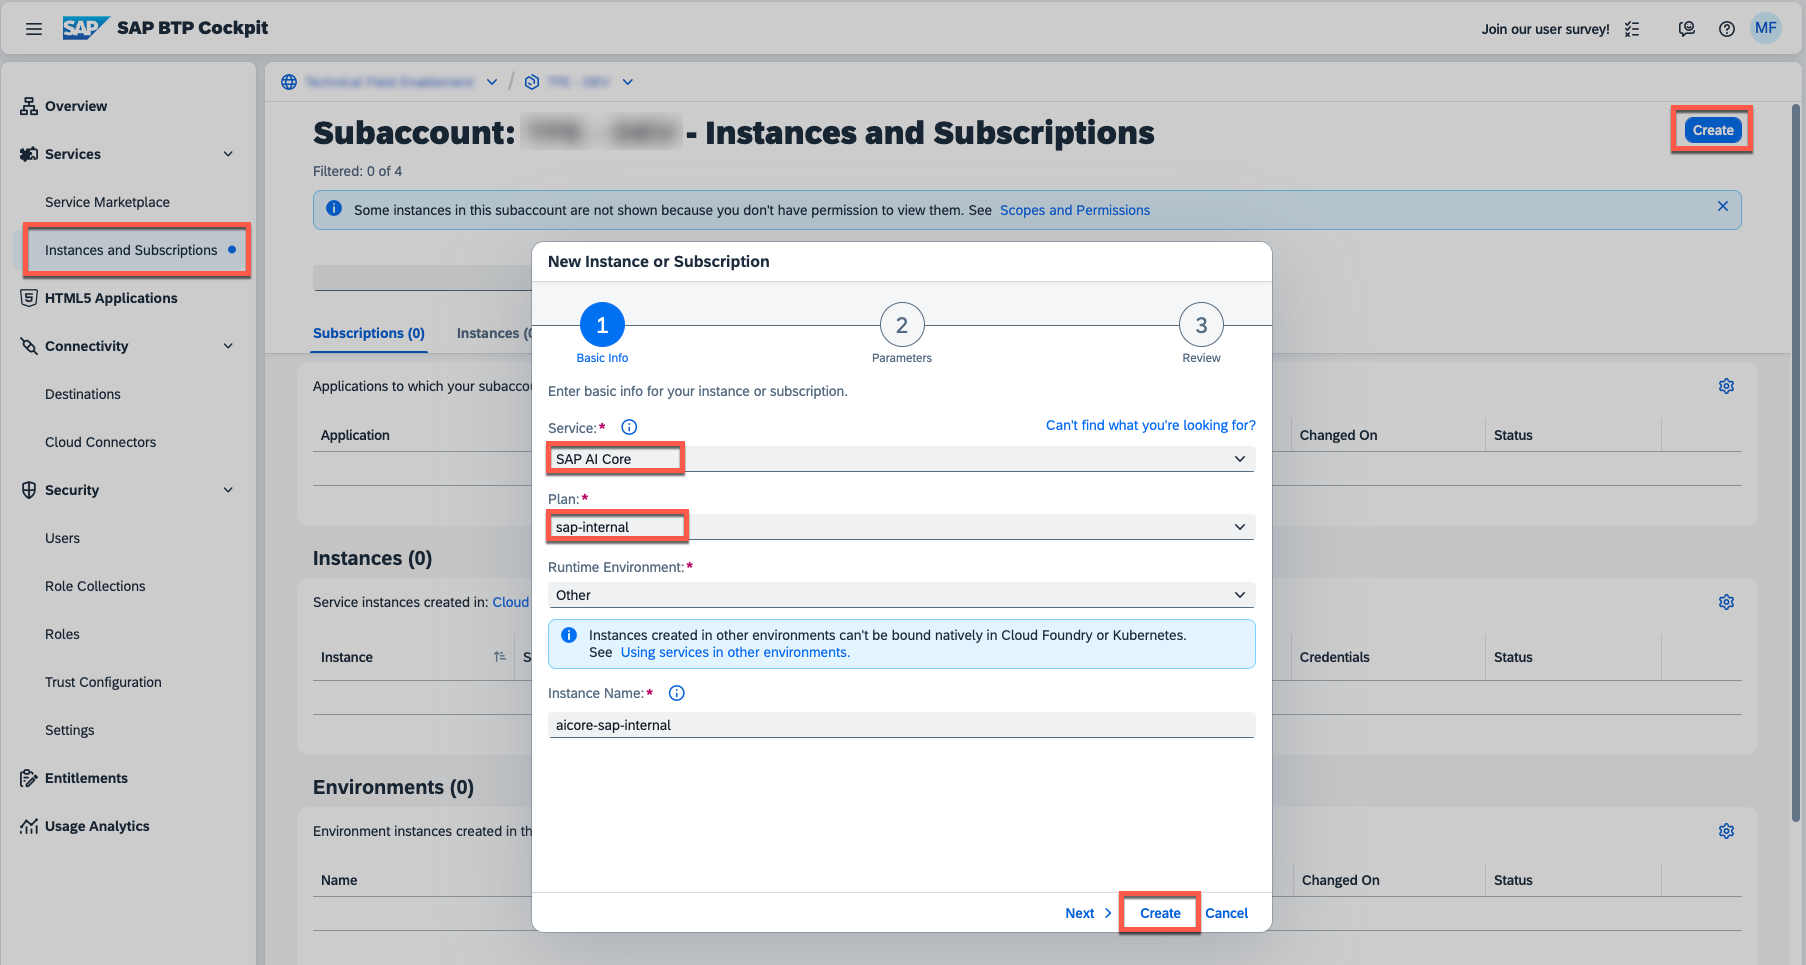 SAP SAP BTP Cockpit
Join our user survey!
MF
Overview
Services
Service Marketplace
Instances and Subscriptions
HTML5 Applications
Connectivity
Destinations
Cloud Connectors
Security
Users
Role Collections
Roles
Trust Configuration
Settings
Entitlements
Usage Analytics
Subaccount: - Instances and Subscriptions
Create
Filtered: 0 of 4
Some instances in this subaccount are not shown because you don't have permission to view them. See Scopes and Permissions
Subscriptions (0) Instances (
Applications to which your subacco
Application Changed On Status
Instances (0)
Service instances created in: Cloud
Instance S Credentials Status
Environments (0)
Environment instances created in th
Name Changed On Status
New Instance or Subscription
1 2 3
Basic Info Parameters Review
Enter basic info for your instance or subscription.
Service:* Can't find what you're looking for?
SAP AI Core
Plan:*
sap-internal
Runtime Environment:*
Other
Instances created in other environments can't be bound natively in Cloud Foundry or Kubernetes.
See Using services in other environments.
Instance Name:*
aicore-sap-internal
Next Create Cancel